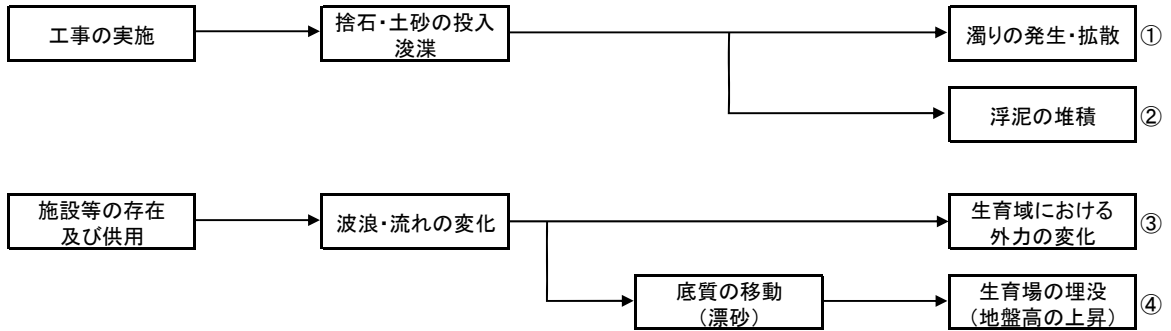 工事の実施
捨石・土砂の投入
浚渫
濁りの発生・拡散
①
浮泥の堆積
②
施設等の存在
及び供用
波浪・流れの変化
生育域における
外力の変化
③
底質の移動
(漂砂)
生育場の埋没
(地盤高の上昇)
④